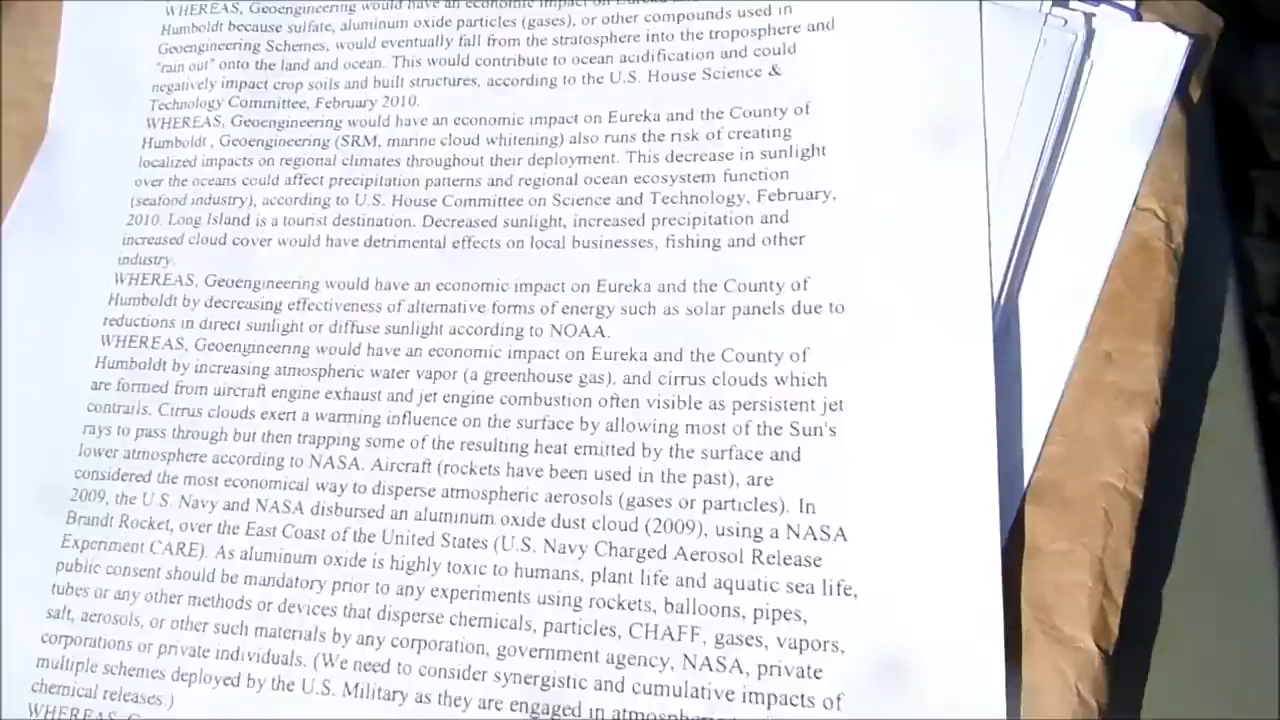 WHEREAS, Geoengineering would have an economic impact on Eureka
Humboldt because sulfate, aluminum oxide particles (gases), or other compounds used in
Geoengineering Schemes, would eventually fall from the stratosphere into the troposphere and
"rain out" onto the land and ocean. This would contribute to ocean acidification and could
negatively impact crop soils and built structures, according to the U.S. House Science &
Technology Committee, February 2010.
WHEREAS, Geoengineering would have an economic impact on Eureka and the County of
Humboldt , Geoengineering (SRM, marine cloud whitening) also runs the risk of creating
localized impacts on regional climates throughout their deployment. This decrease in sunlight
over the oceans could affect precipitation patterns and regional ocean ecosystem function
(seafood industry), according to U.S. House Committee on Science and Technology, February,
2010. Long Island is a tourist destination. Decreased sunlight, increased precipitation and
increased cloud cover would have detrimental effects on local businesses, fishing and other
industry.
WHEREAS, Geoengineering would have an economic impact on Eureka and the County of
Humboldt by decreasing effectiveness of alternative forms of energy such as solar panels due to
reductions in direct sunlight or diffuse sunlight according to NOAA.
WHEREAS, Geoengineering would have an economic impact on Eureka and the County of
Humboldt by increasing atmospheric water vapor (a greenhouse gas), and cirrus clouds which
are formed from aircraft engine exhaust and jet engine combustion often visible as persistent jet
contrails. Cirrus clouds exert a warming influence on the surface by allowing most of the Sun's
rays to pass through but then trapping some of the resulting heat emitted by the surface and
lower atmosphere according to NASA. Aircraft (rockets have been used in the past), are
considered the most economical way to disperse atmospheric aerosols (gases or particles). In
2009, the U.S. Navy and NASA disbursed an aluminum oxide dust cloud (2009), using a NASA
Brandt Rocket, over the East Coast of the United States (U.S. Navy Charged Aerosol Release
Experiment CARE). As aluminum oxide is highly toxic to humans, plant life and aquatic sea life,
public consent should be mandatory prior to any experiments using rockets, balloons, pipes,
tubes or any other methods or devices that disperse chemicals, particles, CHAFF, gases, vapors,
salt, aerosols, or other such materials by any corporation, government agency, NASA, private
corporations or private individuals. (We need to consider synergistic and cumulative impacts of
multiple schemes deployed by the U.S. Military as they are engaged in
chemical releases.)
WHEREAS